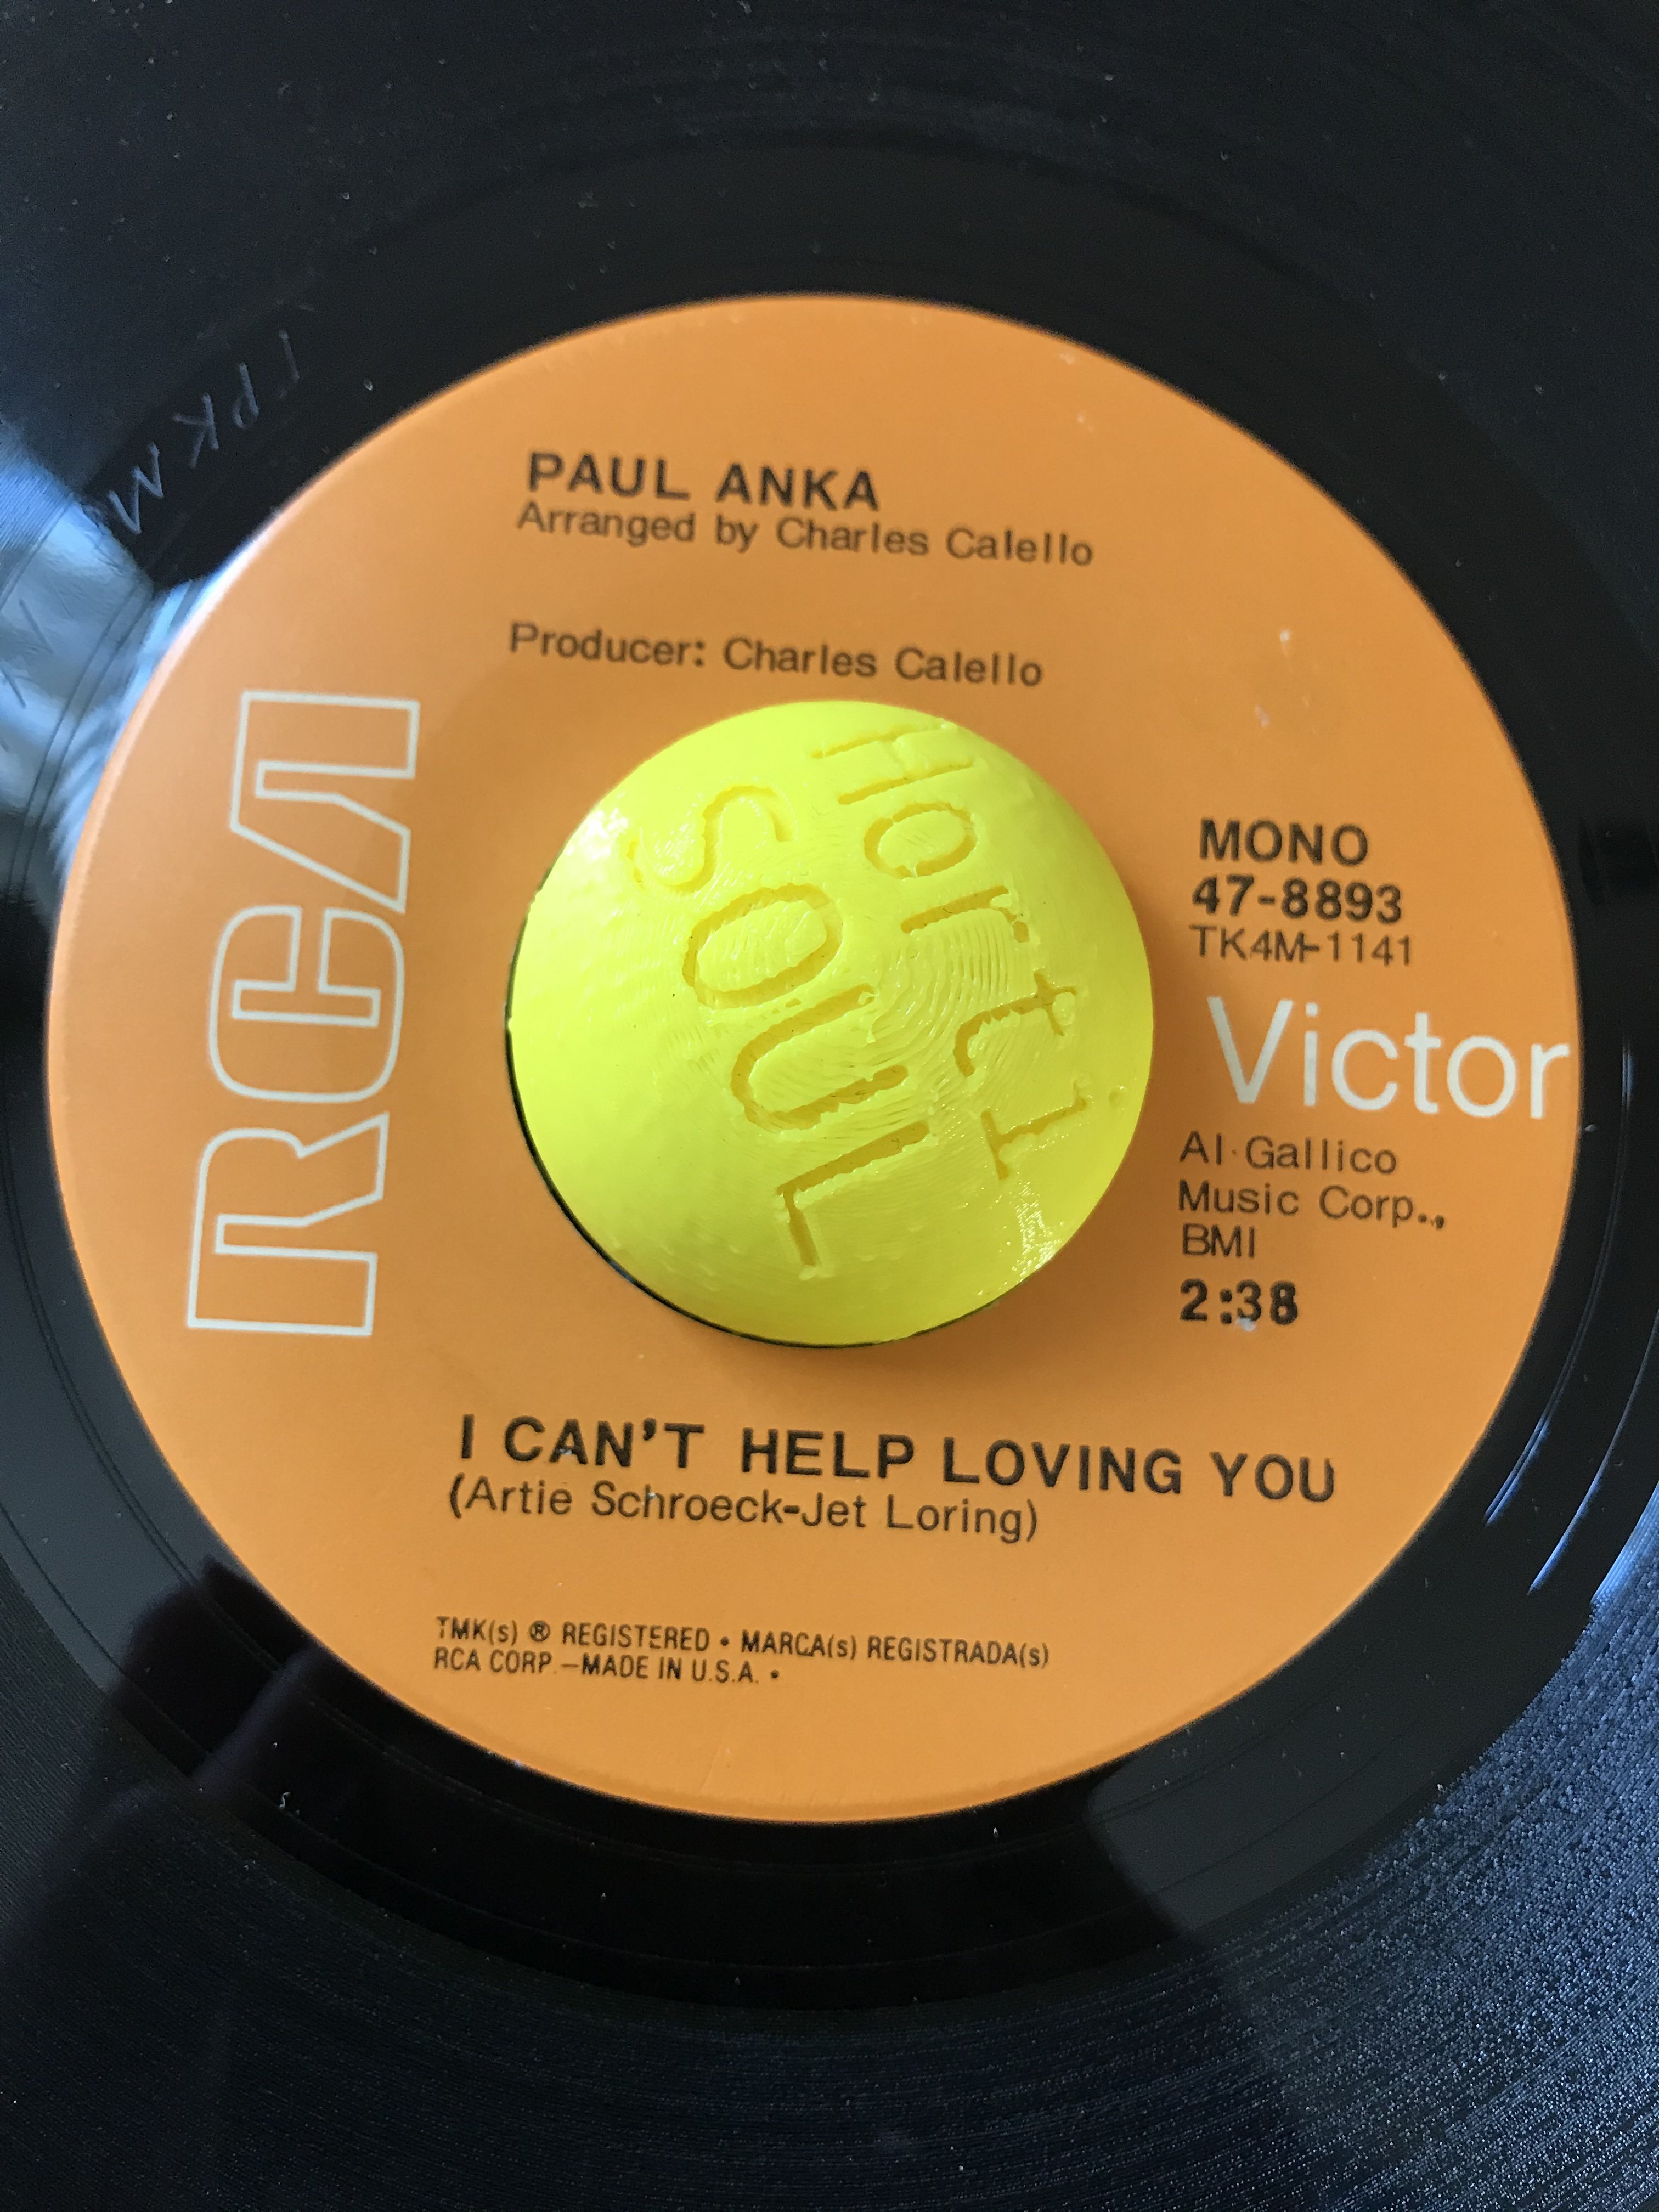 PAUL ANKA
Arranged by Charles Calello
Producer: Charles Calello
RCA
Horti
SOUL
MONO
47-8893
TK4M-1141
Victor
Al Gallico
Music Corp.,
BMI
2:38
I CAN'T HELP LOVING YOU
(Artie Schroeck-Jet Loring)
TMK(s) ® REGISTERED • MARCA(s) REGISTRADA(s)
RCA CORP.—MADE IN U.S.A. •